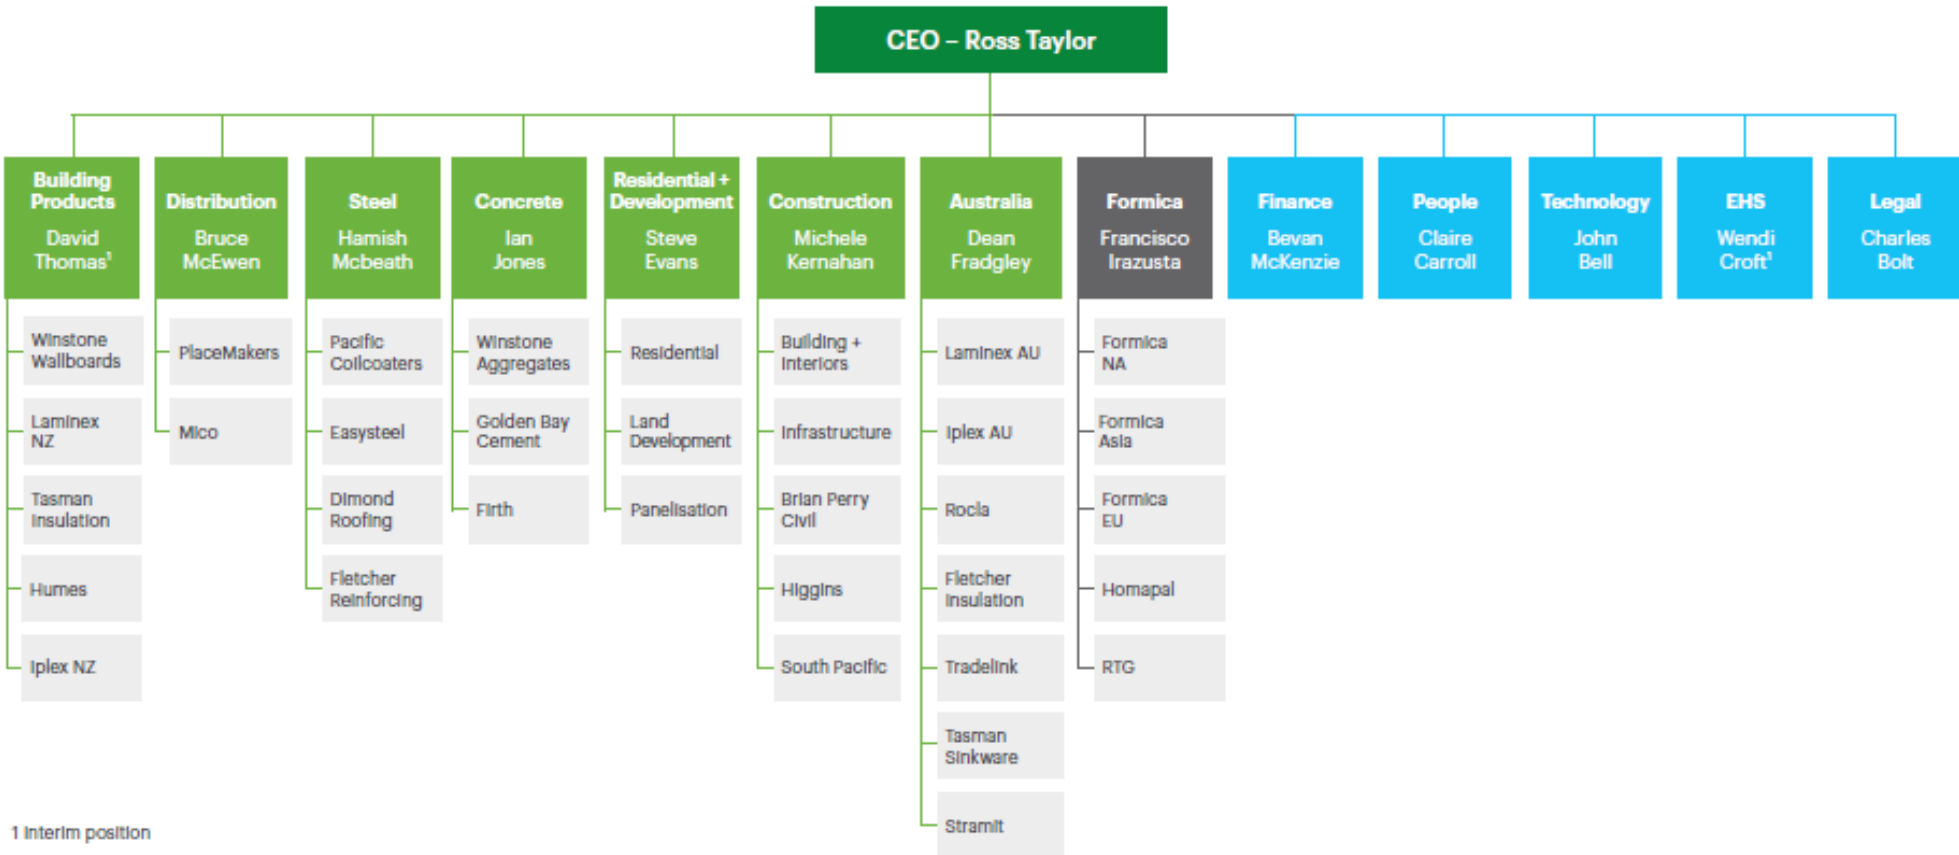 CEO – Ross Taylor
Building
Products
David
Thomas¹
Distribution
Bruce
McEwen
Steel
Hamish
Mcbeath
Concrete
Ian
Jones
Residential +
Development
Steve
Evans
Construction
Michele
Kernahan
Australia
Dean
Fradgley
Formica
Francisco
Irazusta
Finance
Bevan
McKenzie
People
Claire
Carroll
Technology
John
Bell
EHS
Wendi
Croft¹
Legal
Charles
Bolt
Winstone
Wallboards
Laminex
NZ
Tasman
Insulation
Humes
Iplex NZ
PlaceMakers
Mico
Pacific
Coilcoaters
Easysteel
Dimond
Roofing
Fletcher
Reinforcing
Winstone
Aggregates
Golden Bay
Cement
Firth
Residential
Land
Development
Panelisation
Building +
Interiors
Infrastructure
Brian Perry
Civil
Higgins
South Pacific
Laminex AU
Iplex AU
Rocla
Fletcher
Insulation
Tradelink
Tasman
Sinkware
Stramit
Formica
NA
Formica
Asia
Formica
EU
Homapal
RTG
1 Interim position